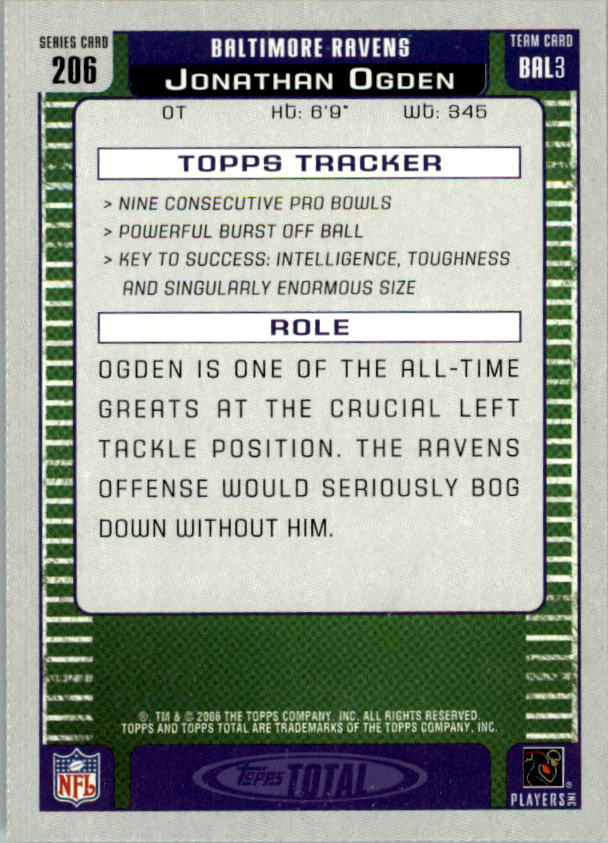 SERIES CARD
206
BALTIMORE RAVENS
JONATHAN OGDEN
TEAM CARD
BAL3
OT Ht: 6'9" Wt: 345
TOPPS TRACKER
> NINE CONSECUTIVE PRO BOWLS
> POWERFUL BURST OFF BALL
> KEY TO SUCCESS: INTELLIGENCE, TOUGHNESS
AND SINGULARLY ENORMOUS SIZE
ROLE
OGDEN IS ONE OF THE ALL-TIME
GREATS AT THE CRUCIAL LEFT
TACKLE POSITION. THE RAVENS
OFFENSE WOULD SERIOUSLY BOG
DOWN WITHOUT HIM.
®, TM & © 2006 THE TOPPS COMPANY, INC. ALL RIGHTS RESERVED.
TOPPS AND TOPPS TOTAL ARE TRADEMARKS OF THE TOPPS COMPANY, INC.
NFL
Topps TOTAL
PLAYERS INC